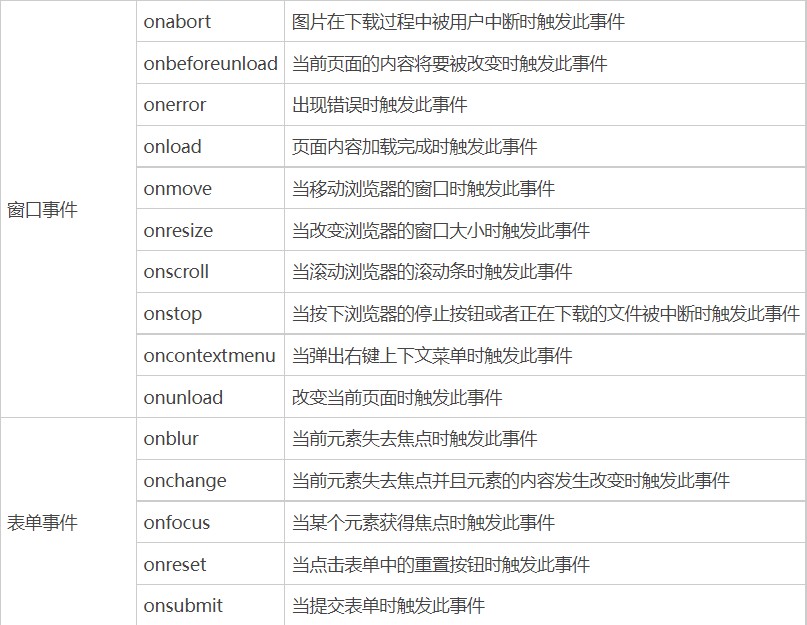 窗口事件
onabort 图片在下载过程中被用户中断时触发此事件
onbeforeunload 当前页面的内容将要被改变时触发此事件
onerror 出现错误时触发此事件
onload 页面内容加载完成时触发此事件
onmove 当移动浏览器的窗口时触发此事件
onresize 当改变浏览器的窗口大小时触发此事件
onscroll 当滚动浏览器的滚动条时触发此事件
onstop 当按下浏览器的停止按钮或者正在下载的文件被中断时触发此事件
oncontextmenu 当弹出右键上下文菜单时触发此事件
onunload 改变当前页面时触发此事件
表单事件
onblur 当前元素失去焦点时触发此事件
onchange 当前元素失去焦点并且元素的内容发生改变时触发此事件
onfocus 当某个元素获得焦点时触发此事件
onreset 当点击表单中的重置按钮时触发此事件
onsubmit 当提交表单时触发此事件